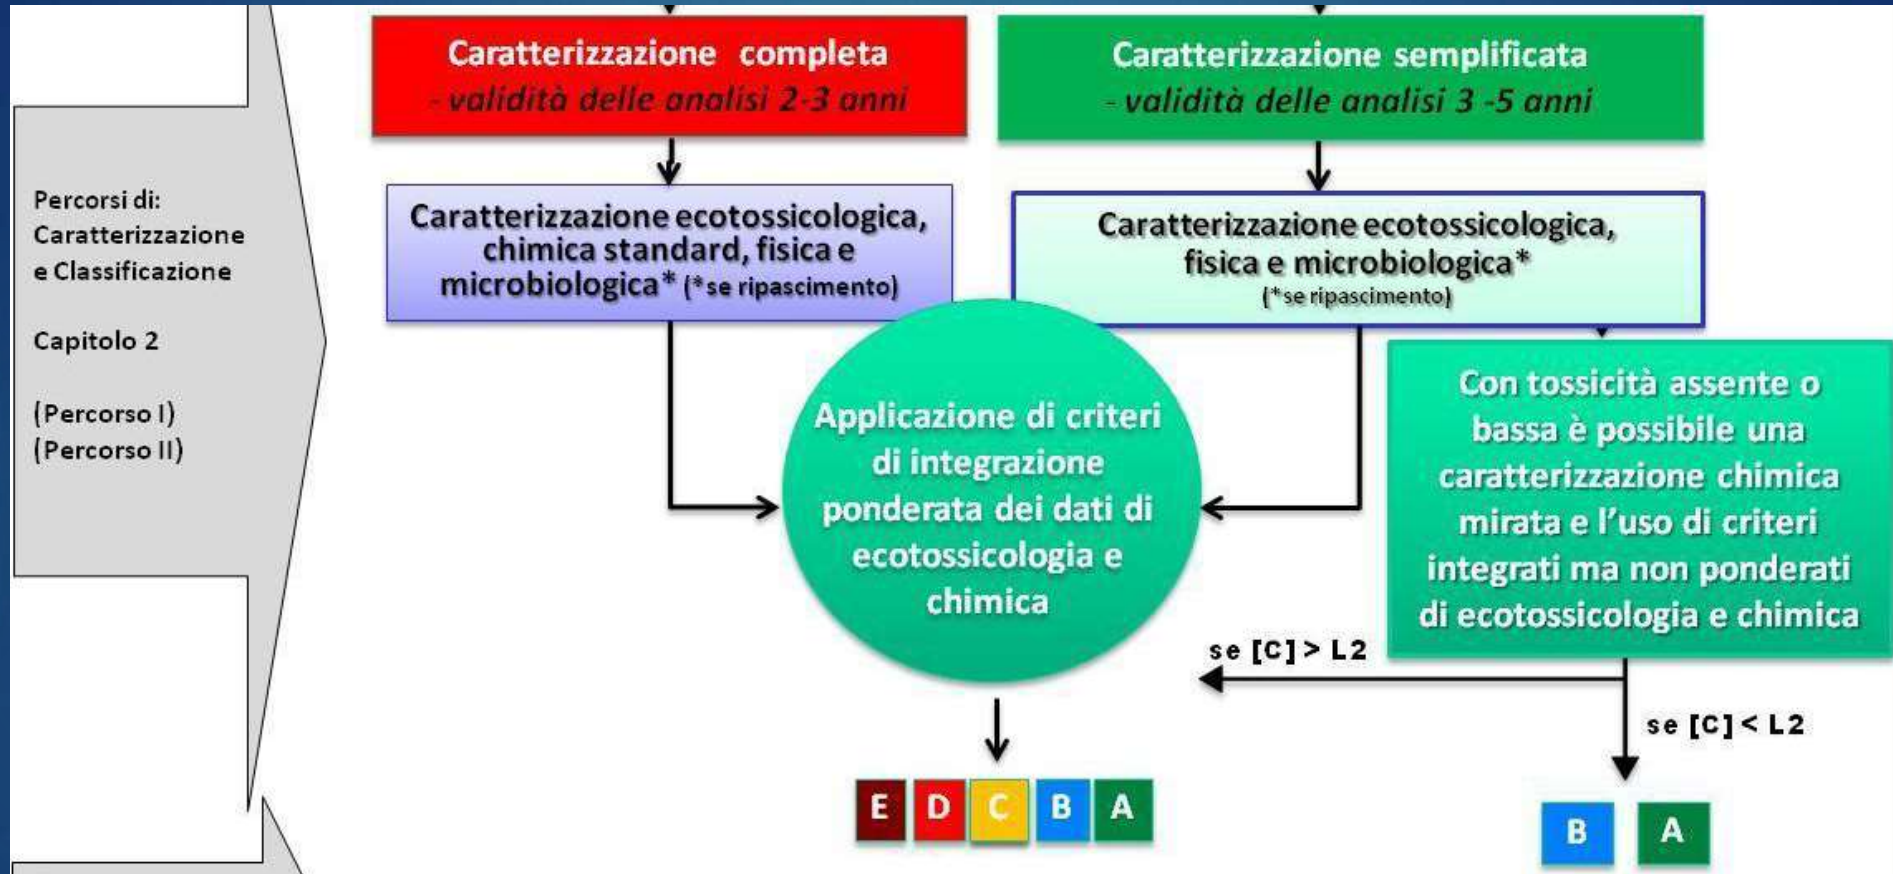 Caratterizzazione completa
- validità delle analisi 2-3 anni
Caratterizzazione semplificata
- validità delle analisi 3 -5 anni
Percorsi di:
Caratterizzazione
e Classificazione
Capitolo 2
(Percorso I)
(Percorso II)
Caratterizzazione ecotossicologica,
chimica standard, fisica e
microbiologica* (*se ripascimento)
Caratterizzazione ecotossicologica,
fisica e microbiologica*
(*se ripascimento)
Applicazione di criteri
di integrazione
ponderata dei dati di
ecotossicologia e
chimica
Con tossicità assente o
bassa è possibile una
caratterizzazione chimica
mirata e l'uso di criteri
integrati ma non ponderati
di ecotossicologia e chimica
se [C] > L2
se [C] < L2
E D C B A
B A